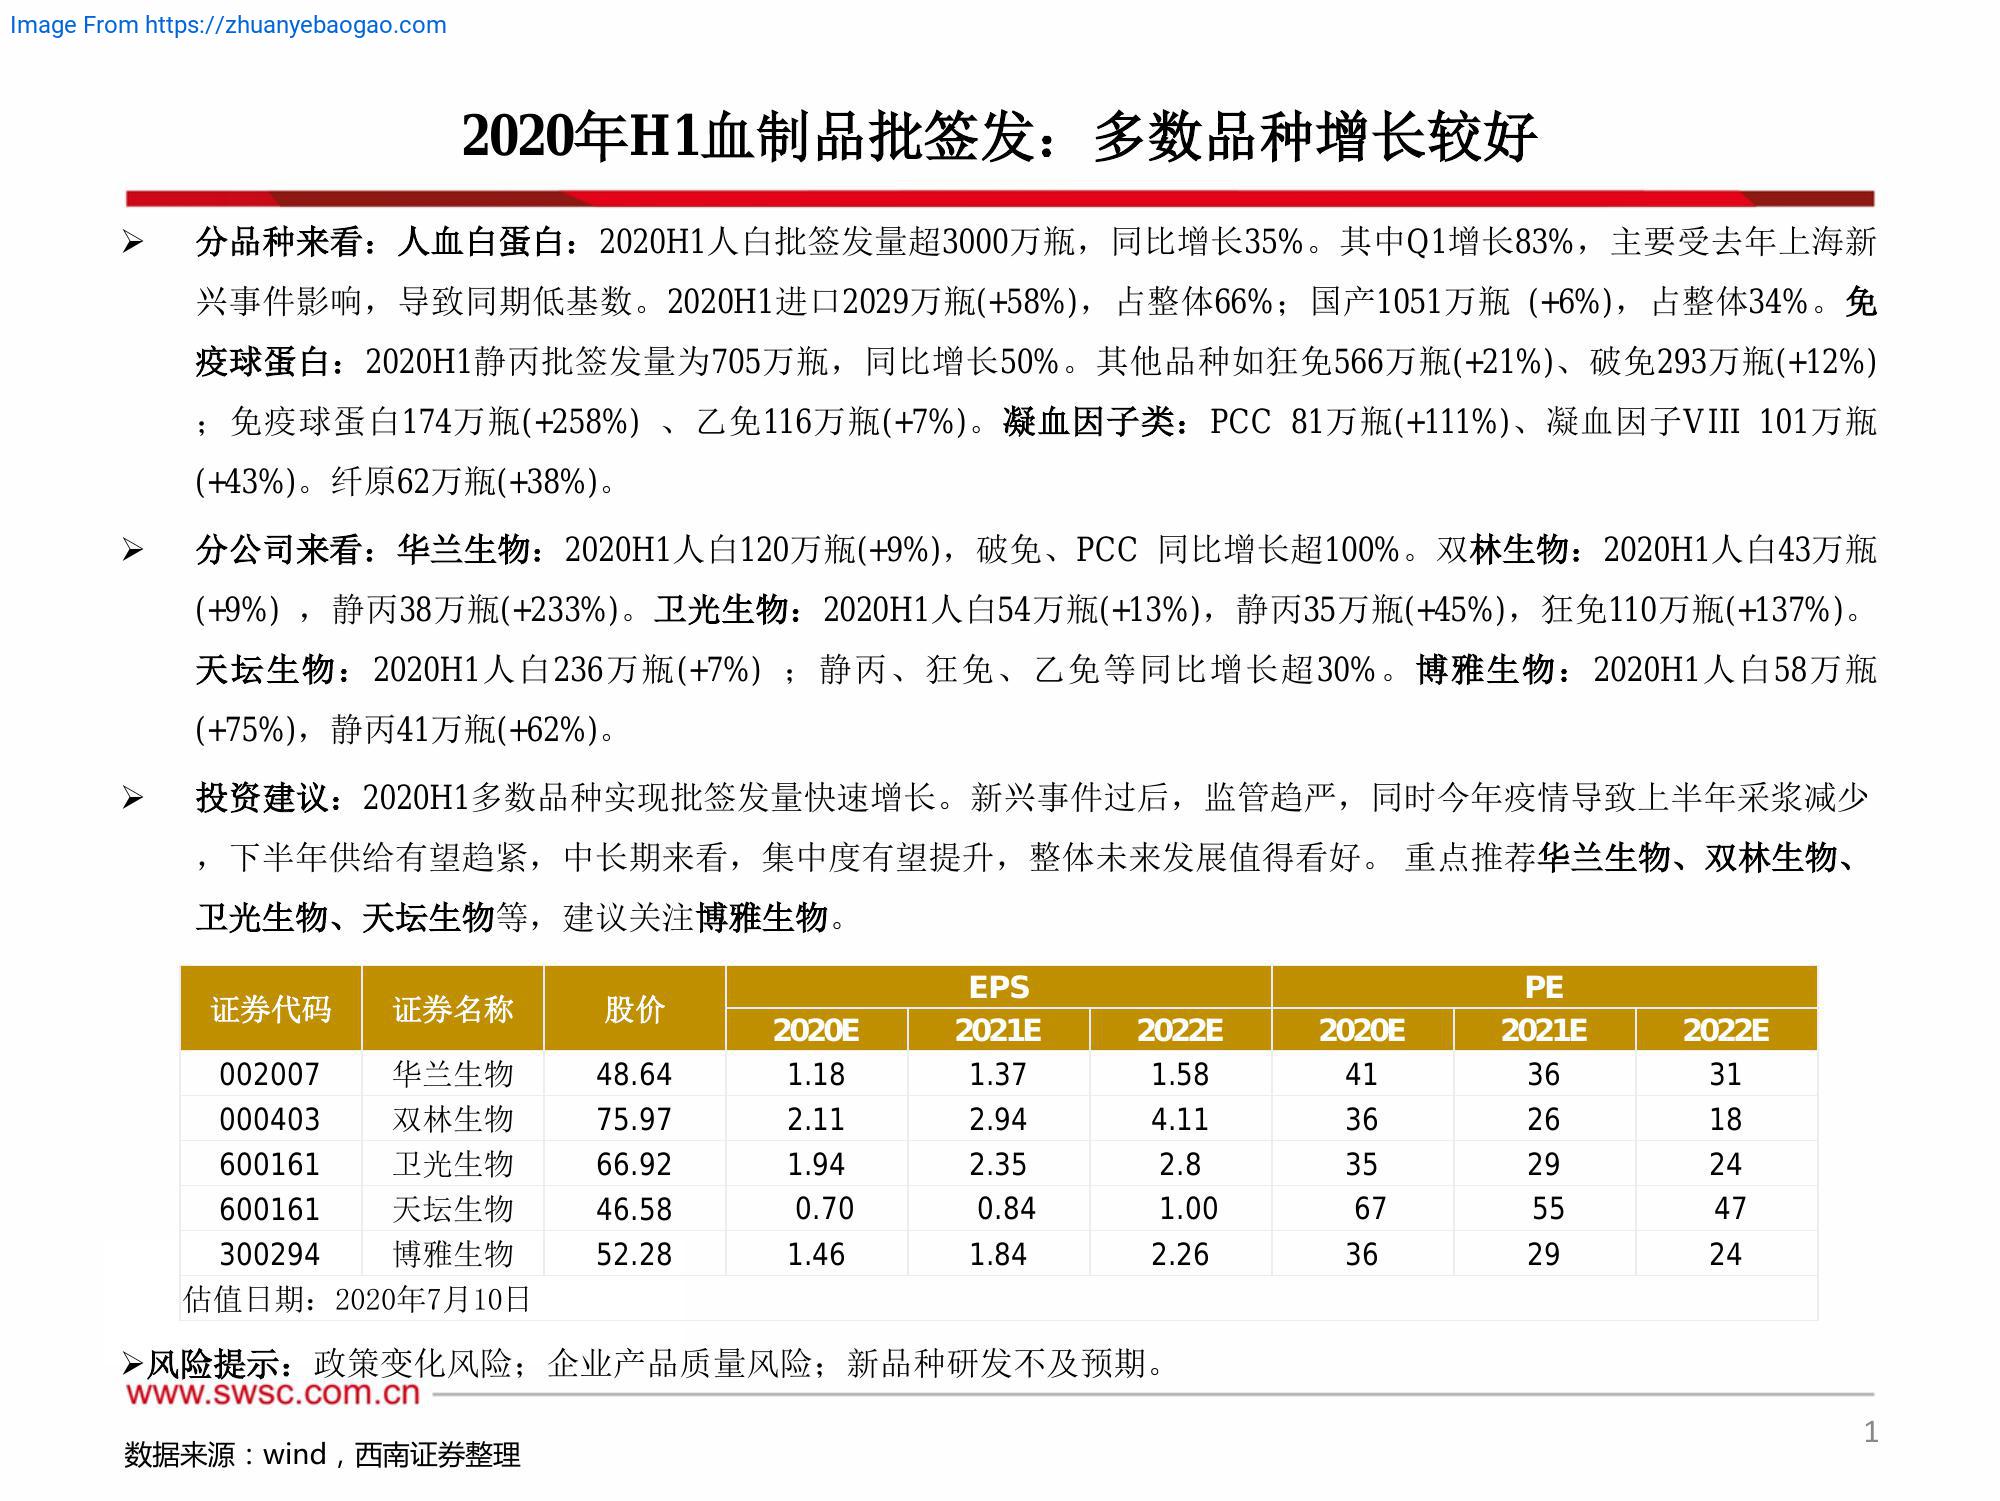 Image From https://zhuanyebaogao.com
2020年H1血制品批签发：多数品种增长较好
➢ 分品种来看：人血白蛋白：2020H1人白批签发量超3000万瓶，同比增长35%。其中Q1增长83%，主要受去年上海新
兴事件影响，导致同期低基数。2020H1进口2029万瓶(+58%)，占整体66%；国产1051万瓶 (+6%)，占整体34%。免
疫球蛋白：2020H1静丙批签发量为705万瓶，同比增长50%。其他品种如狂免566万瓶(+21%)、破免293万瓶(+12%)
；免疫球蛋白174万瓶(+258%) 、乙免116万瓶(+7%)。凝血因子类：PCC 81万瓶(+111%)、凝血因子VIII 101万瓶
(+43%)。纤原62万瓶(+38%)。
➢ 分公司来看：华兰生物：2020H1人白120万瓶(+9%)，破免、PCC 同比增长超100%。双林生物：2020H1人白43万瓶
(+9%) ，静丙38万瓶(+233%)。卫光生物：2020H1人白54万瓶(+13%)，静丙35万瓶(+45%)，狂免110万瓶(+137%)。
天坛生物：2020H1人白236万瓶(+7%) ；静丙、狂免、乙免等同比增长超30%。博雅生物：2020H1人白58万瓶
(+75%)，静丙41万瓶(+62%)。
➢ 投资建议：2020H1多数品种实现批签发量快速增长。新兴事件过后，监管趋严，同时今年疫情导致上半年采浆减少
，下半年供给有望趋紧，中长期来看，集中度有望提升，整体未来发展值得看好。 重点推荐华兰生物、双林生物、
卫光生物、天坛生物等，建议关注博雅生物。
证券代码 证券名称 股价 EPS PE
2020E 2021E 2022E 2020E 2021E 2022E
002007 华兰生物 48.64 1.18 1.37 1.58 41 36 31
000403 双林生物 75.97 2.11 2.94 4.11 36 26 18
600161 卫光生物 66.92 1.94 2.35 2.8 35 29 24
600161 天坛生物 46.58 0.70 0.84 1.00 67 55 47
300294 博雅生物 52.28 1.46 1.84 2.26 36 29 24
估值日期：2020年7月10日
➢风险提示：政策变化风险；企业产品质量风险；新品种研发不及预期。
www.swsc.com.cn
1
数据来源：wind，西南证券整理